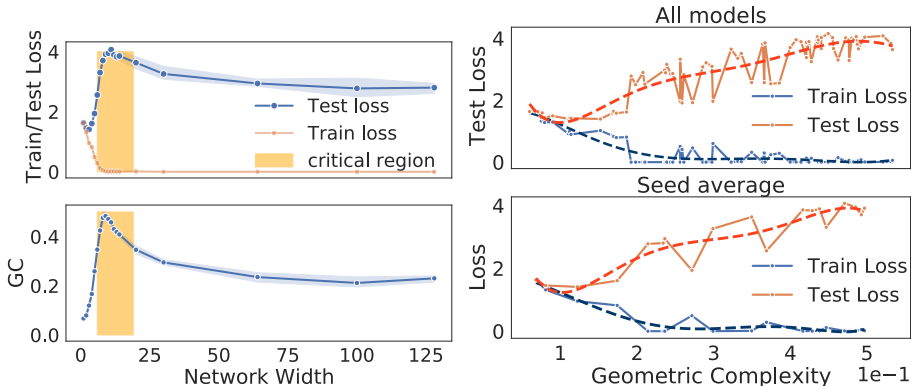 Train/Test Loss
4
2
0
Test loss
Train loss
critical region
GC
0.4
0.2
0.0
0 25 50 75 100 125
Network Width
All models
Test Loss
4
2
0
Train Loss
Test Loss
Seed average
Loss
4
2
0
Train Loss
Test Loss
1 2 3 4 5
Geometric Complexity 1e−1